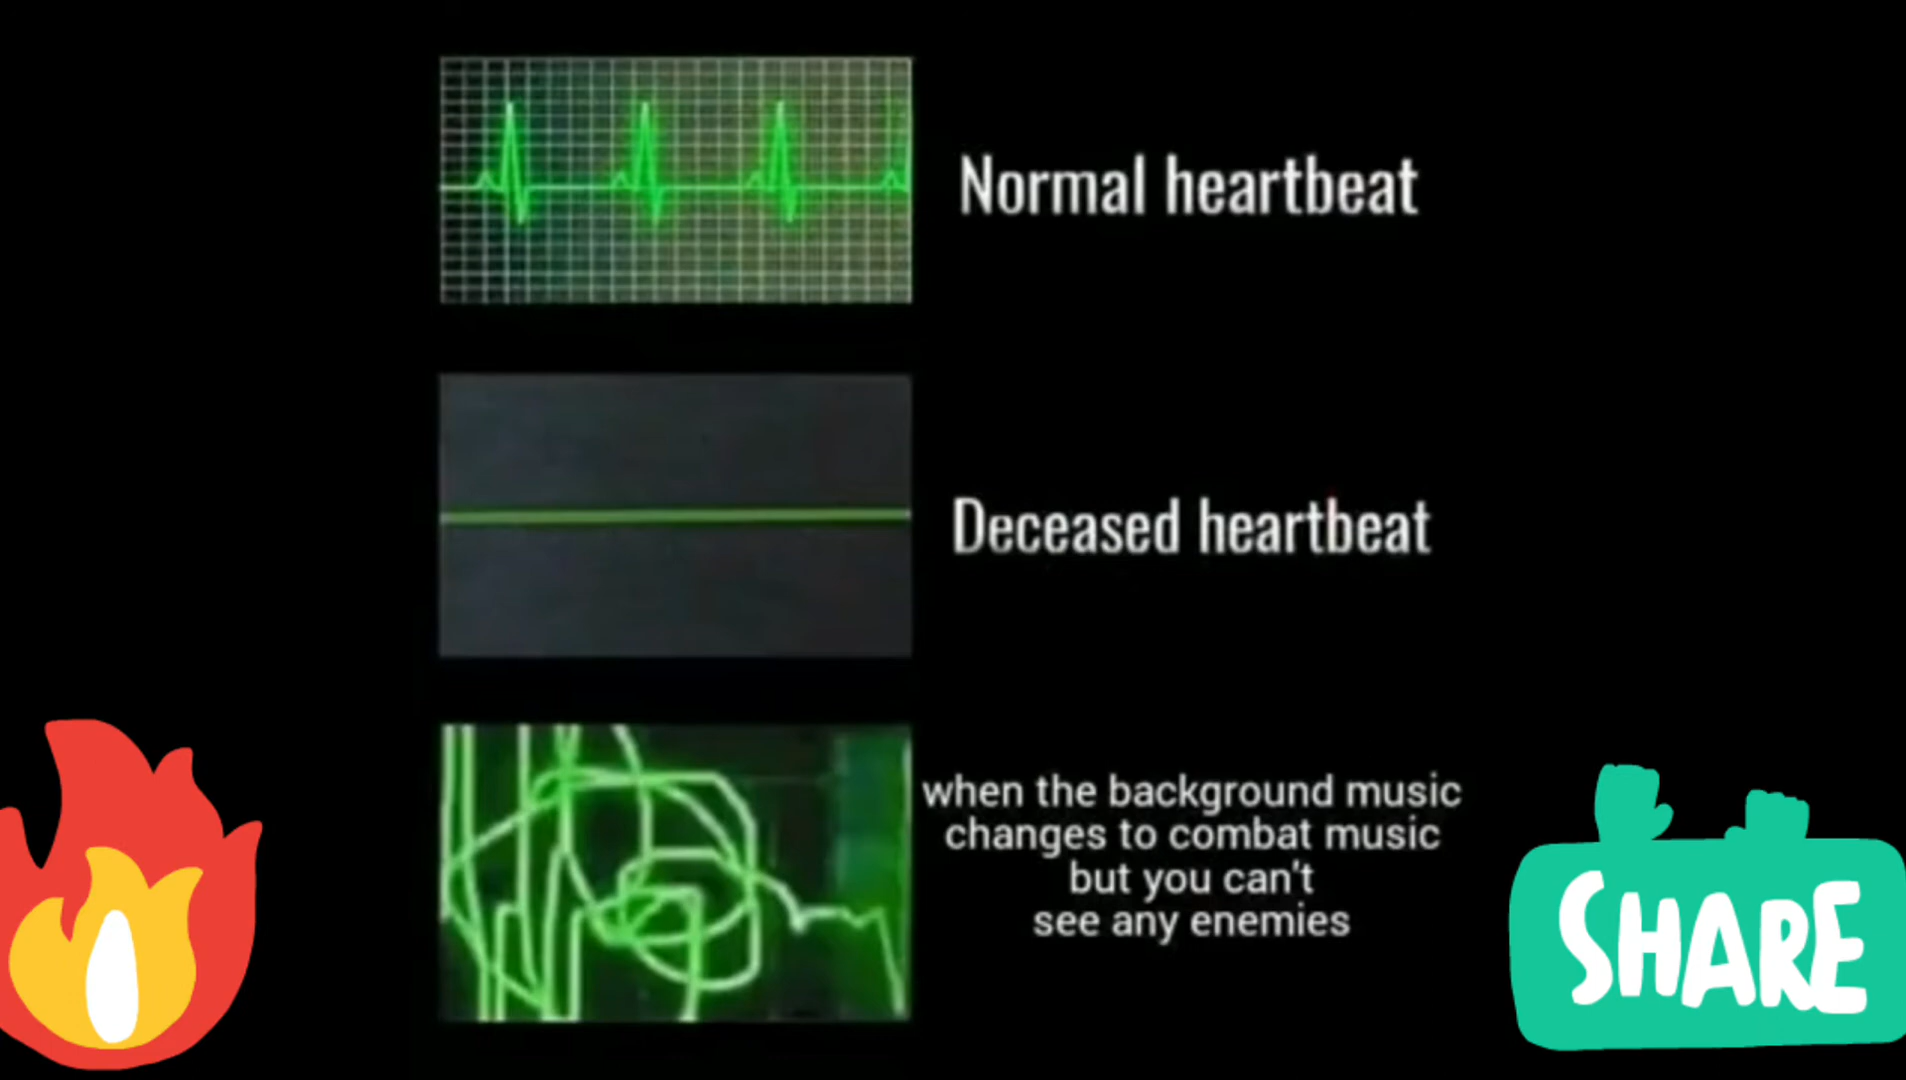 Normal heartbeat
Deceased heartbeat
when the background music
changes to combat music
but you can't
see any enemies
SHARE